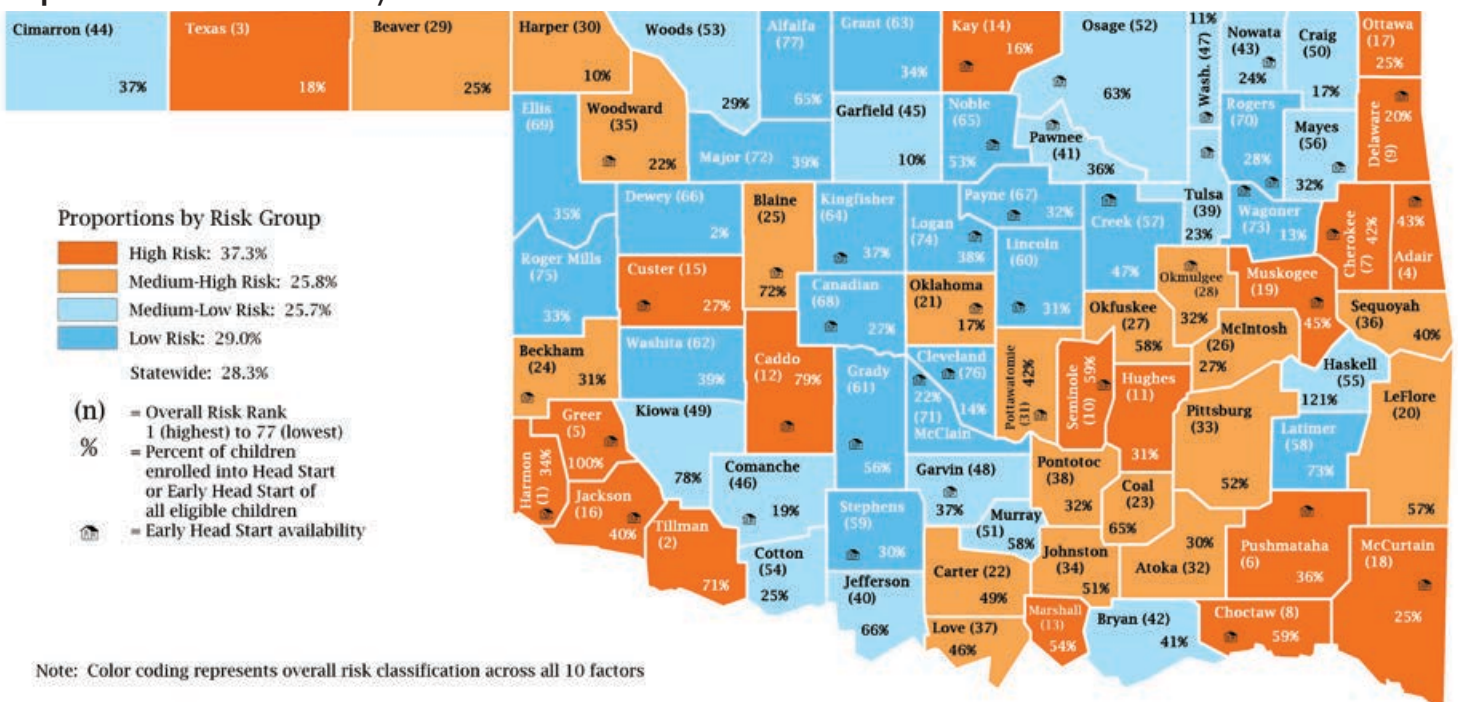 Cimarron (44)
37%
Texas (3)
18%
Beaver (29)
25%
Harper (30)
10%
Woods (53)
29%
Alfalfa
(77)
65%
Grant (63)
34%
Kay (14)
16%
Osage (52)
63%
11%
Wash. (47)
Nowata
(43)
24%
Craig
(50)
17%
Ottawa
(17)
25%
Ellis
(69)
35%
Woodward
(35)
22%
Major (72)
39%
Garfield (45)
10%
Noble
(65)
53%
Pawnee
(41)
36%
Rogers
(70)
28%
Mayes
(56)
32%
Delaware
(9)
20%
Dewey (66)
2%
Blaine
(25)
72%
Kingfisher
(64)
37%
Logan
(74)
38%
Payne (67)
32%
Creek (57)
47%
Tulsa
(39)
23%
Wagoner
(73)
13%
Cherokee
(7)
42%
43%
Adair
(4)
Roger Mills
(75)
33%
Custer (15)
27%
Canadian
(68)
27%
Oklahoma
(21)
17%
Lincoln
(60)
31%
Okmulgee
(28)
32%
Muskogee
(19)
45%
Okfuskee
(27)
58%
McIntosh
(26)
27%
Sequoyah
(36)
40%
Beckham
(24)
31%
Washita (62)
39%
Caddo
(12)
79%
Grady
(61)
56%
Cleveland
(76)
14%
22%
(71)
McClain
Pottawatomie
(31)
42%
Seminole
(10)
59%
Hughes
(11)
31%
Pittsburg
(33)
52%
Haskell
(55)
121%
Latimer
(58)
73%
LeFlore
(20)
57%
Greer
(5)
100%
Kiowa (49)
78%
Harmon
(1)
34%
Jackson
(16)
40%
Tillman
(2)
71%
Comanche
(46)
19%
Cotton
(54)
25%
Stephens
(59)
30%
Garvin (48)
37%
Murray
(51)
58%
Pontotoc
(38)
32%
Coal
(23)
65%
Jefferson
(40)
66%
Carter (22)
49%
Johnston
(34)
51%
30%
Atoka (32)
Pushmataha
(6)
36%
McCurtain
(18)
25%
Love (37)
46%
Marshall
(13)
54%
Bryan (42)
41%
Choctaw (8)
59%
Proportions by Risk Group
High Risk: 37.3%
Medium-High Risk: 25.8%
Medium-Low Risk: 25.7%
Low Risk: 29.0%
Statewide: 28.3%
(n) = Overall Risk Rank
1 (highest) to 77 (lowest)
% = Percent of children
enrolled into Head Start
or Early Head Start of
all eligible children
= Early Head Start availability
Note: Color coding represents overall risk classification across all 10 factors